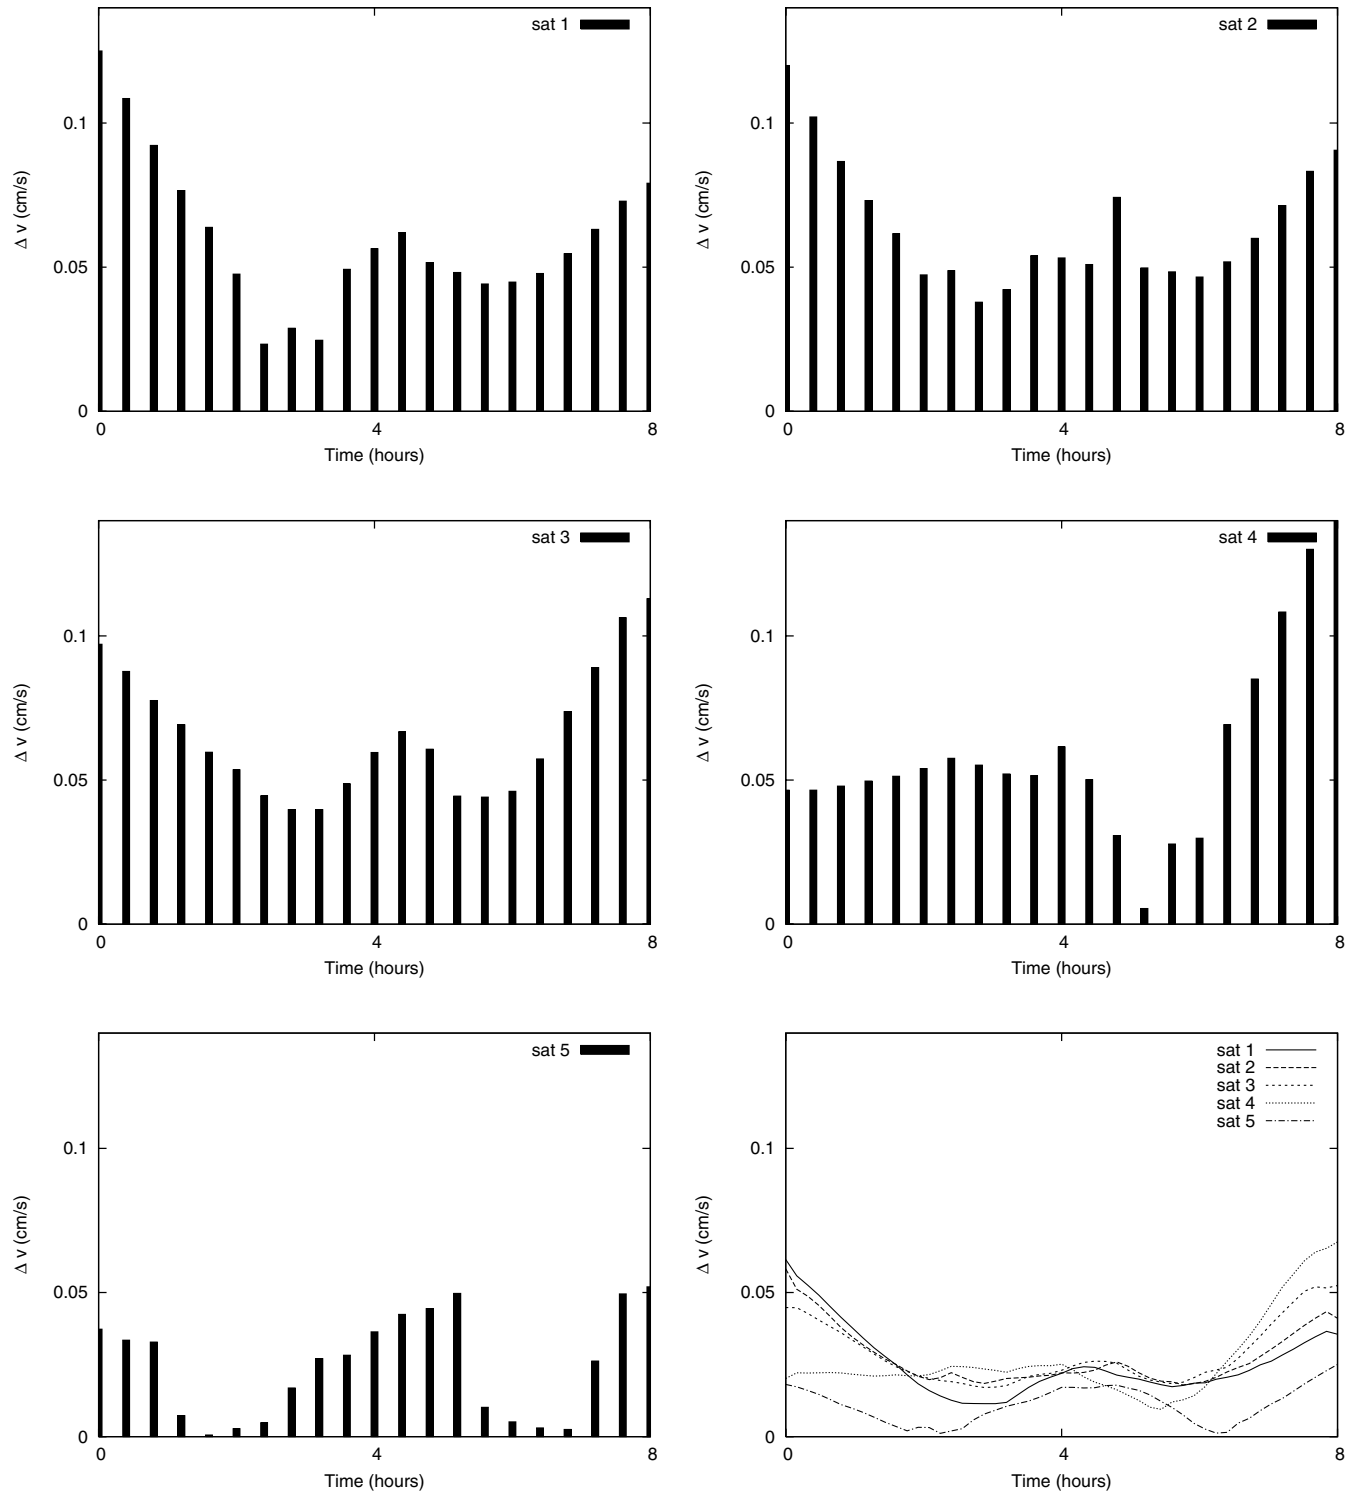 sat 1
0.1
0.05
0
Δ v (cm/s)
0 4 8
Time (hours)
sat 2
0.1
0.05
0
Δ v (cm/s)
0 4 8
Time (hours)
sat 3
0.1
0.05
0
Δ v (cm/s)
0 4 8
Time (hours)
sat 4
0.1
0.05
0
Δ v (cm/s)
0 4 8
Time (hours)
sat 5
0.1
0.05
0
Δ v (cm/s)
0 4 8
Time (hours)
sat 1
sat 2
sat 3
sat 4
sat 5
0.1
0.05
0
Δ v (cm/s)
0 4 8
Time (hours)